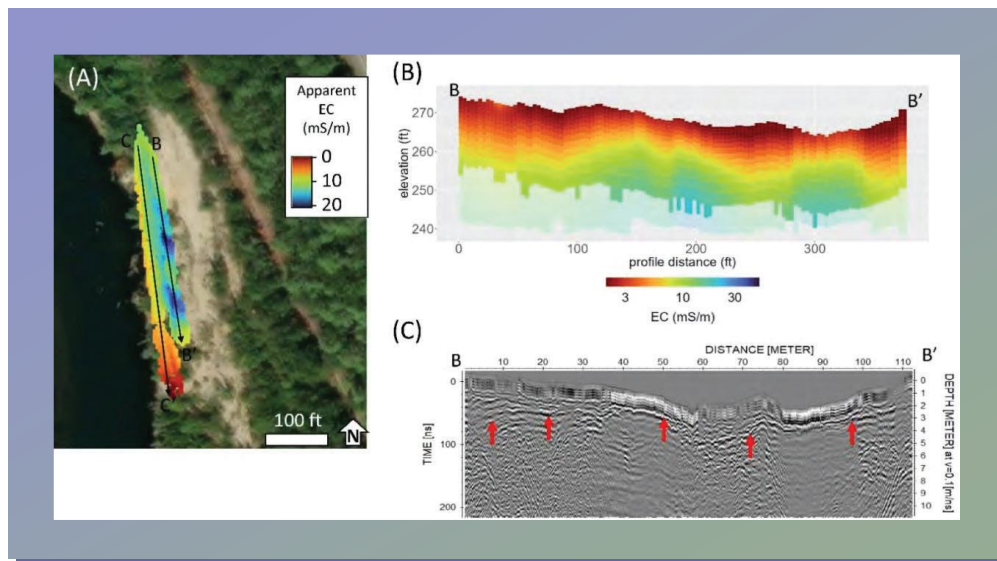 (A)
Apparent
EC
(mS/m)
0
10
20
C
B
B'
C'
100 ft
N
(B)
B
B'
270
260
250
240
elevation (ft)
0
100
200
300
profile distance (ft)
3
10
30
EC (mS/m)
(C)
B
DISTANCE [METER]
B'
10
20
30
40
50
60
70
80
90
100
110
0
100
200
TIME [ns]
0
1
2
3
4
5
6
7
8
9
10
DEPTH [METER] at v=0.1[m/ns]